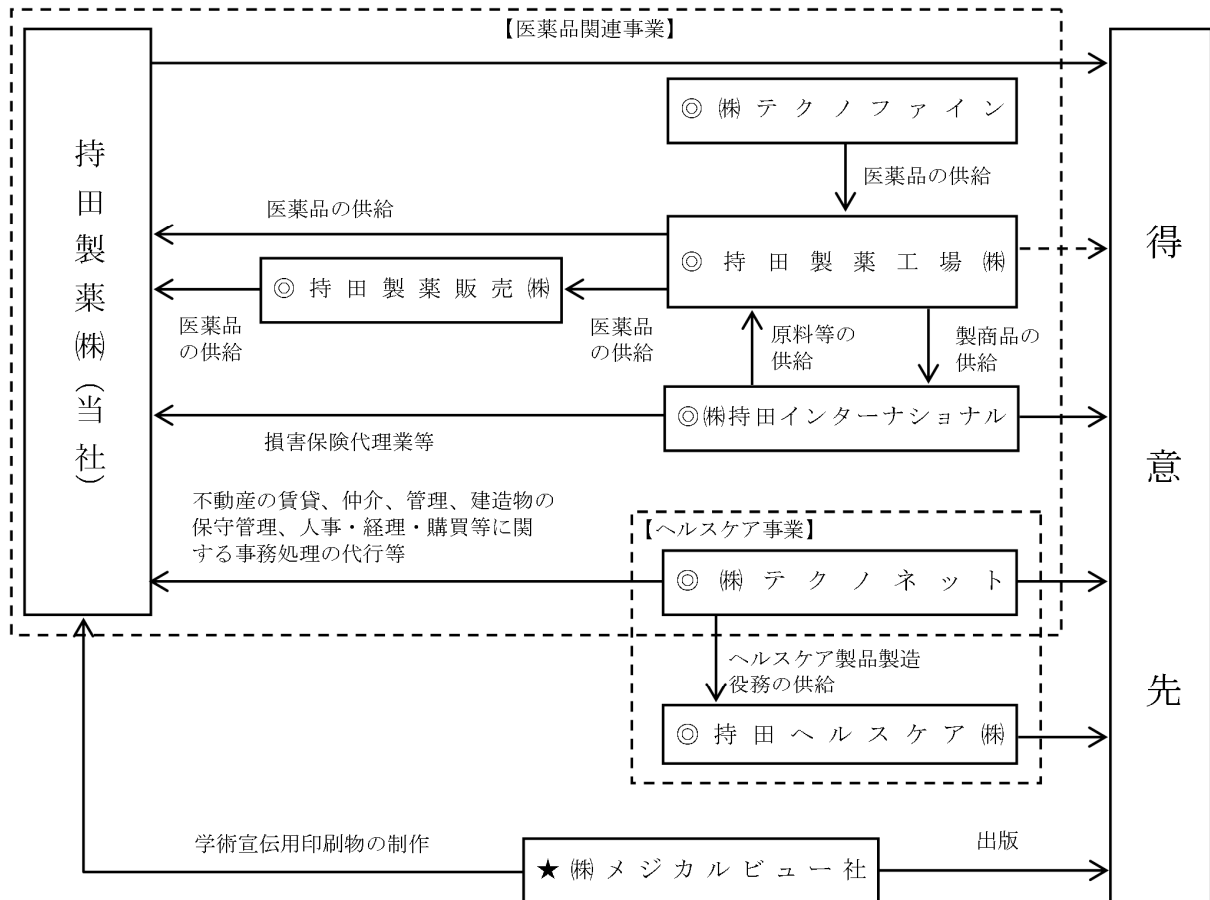 【医薬品関連事業】
持田製薬㈱(当社)
◎㈱テクノファイン
医薬品の供給
医薬品の供給
◎持田製薬工場㈱
◎持田製薬販売㈱
医薬品
の供給
医薬品
の供給
原料等の
供給
製商品の
供給
◎㈱持田インターナショナル
損害保険代理業等
不動産の賃貸、仲介、管理、建造物の
保守管理、人事・経理・購買等に関
する事務処理の代行等
【ヘルスケア事業】
◎㈱テクノネット
ヘルスケア製品製造
役務の供給
◎持田ヘルスケア㈱
学術宣伝用印刷物の制作
★㈱メジカルビュー社
出版
得意先